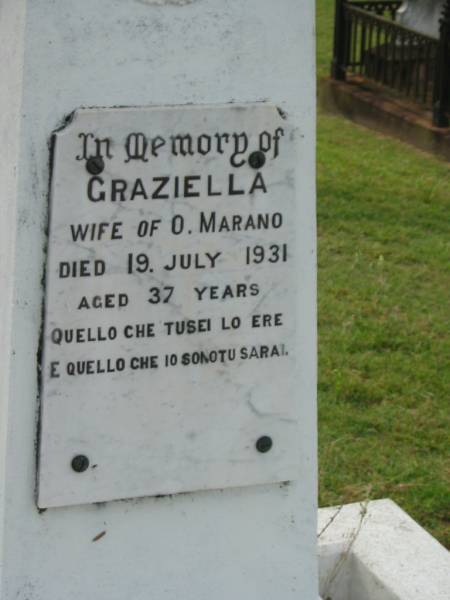 In Memory of
GRAZIELLA
WIFE OF O. MARANO
DIED 19. JULY 1931
AGED 37 YEARS
QUELLO CHE TUSEI LO ERE
E QUELLO CHE IO SONOTU SARAI.